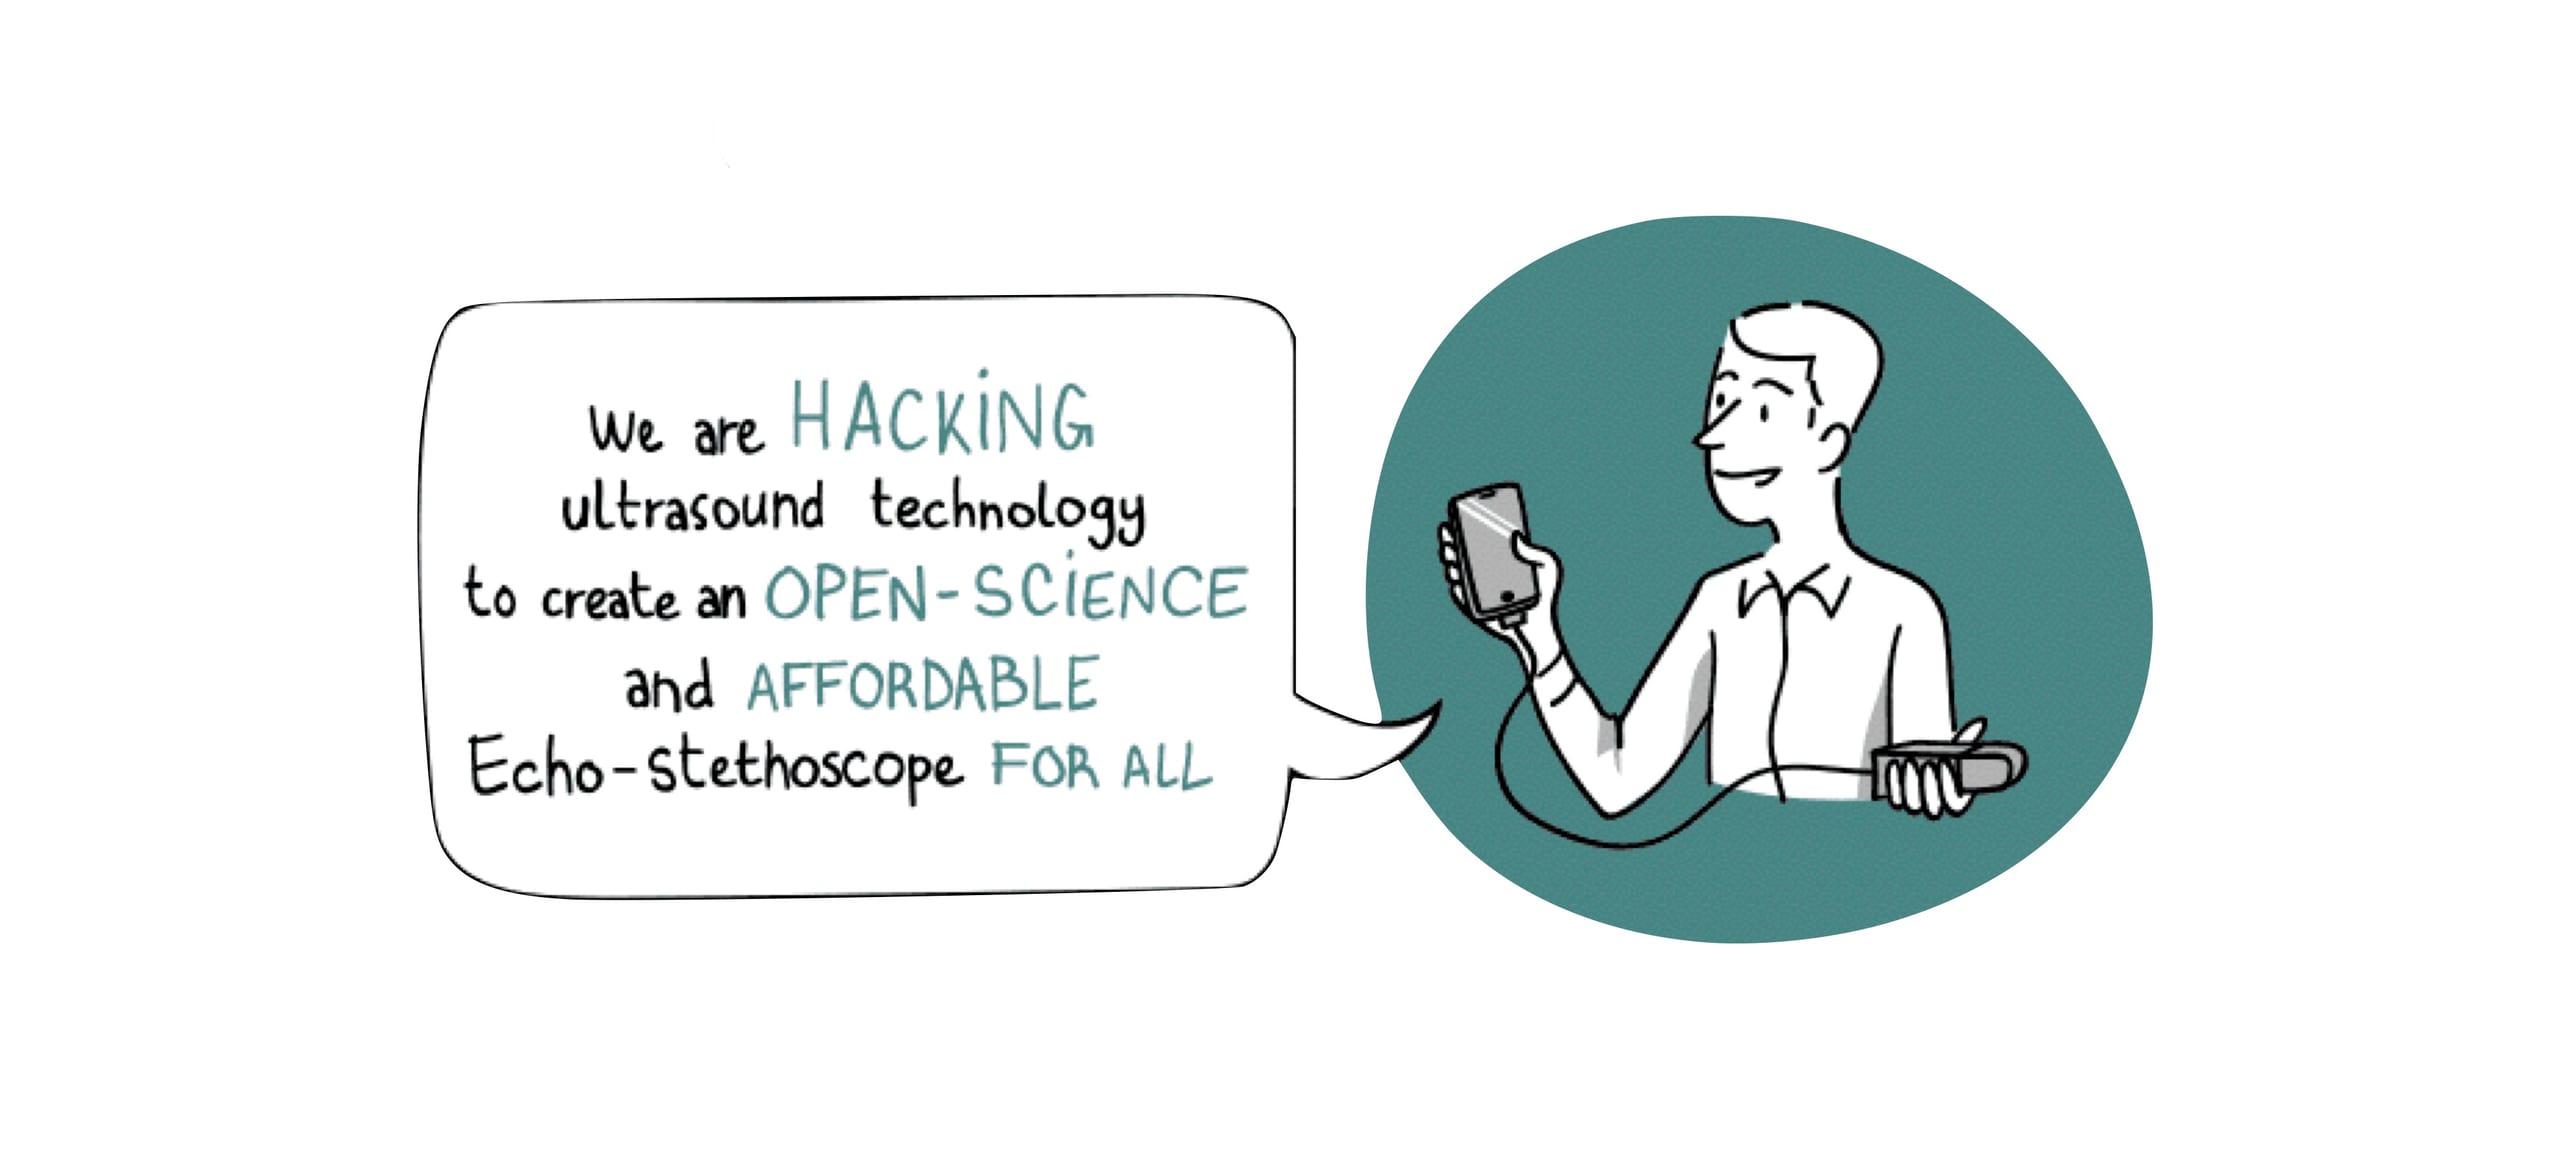 We are HACKiNG
ultrasound technology
to create an OPEN-SCiENCE
and AFFORDABLE
Echo-stethoscope FOR ALL